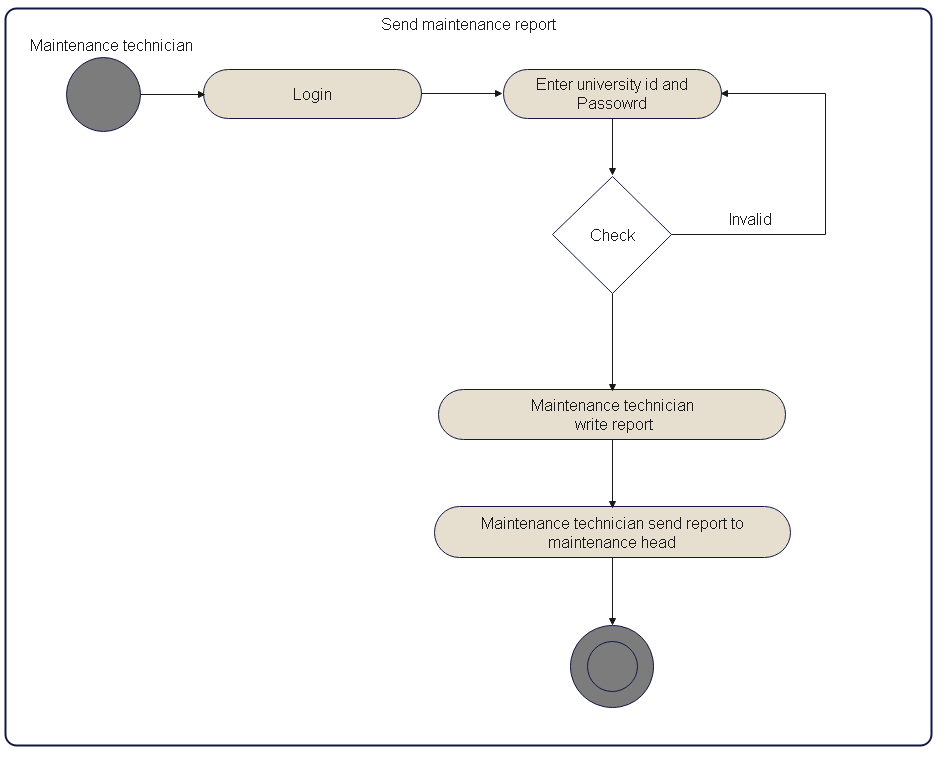 Send maintenance report
Maintenance technician
Login
Enter university id and
Passowrd
Check
Invalid
Maintenance technician
write report
Maintenance technician send report to
maintenance head